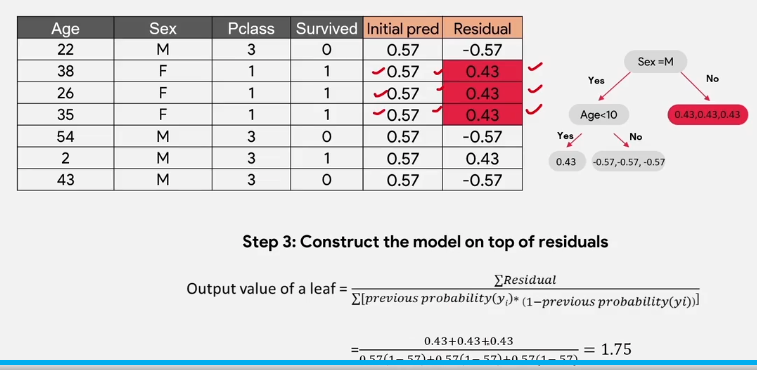 Age Sex Pclass Survived Initial pred Residual
22 M 3 0 0.57 -0.57
38 F 1 1 0.57 0.43
26 F 1 1 0.57 0.43
35 F 1 1 0.57 0.43
54 M 3 0 0.57 -0.57
2 M 3 1 0.57 0.43
43 M 3 0 0.57 -0.57
Sex =M
Yes No
Age<10 0.43,0.43,0.43
Yes No
0.43 -0.57,-0.57, -0.57
Step 3: Construct the model on top of residuals
Output value of a leaf = ∑Residual
∑[previous probability(yᵢ)* (1−previous probability(yi))]
= 0.43+0.43+0.43 = 1.75
0.57(1−57)+0.57(1−57)+0.57(1−57)